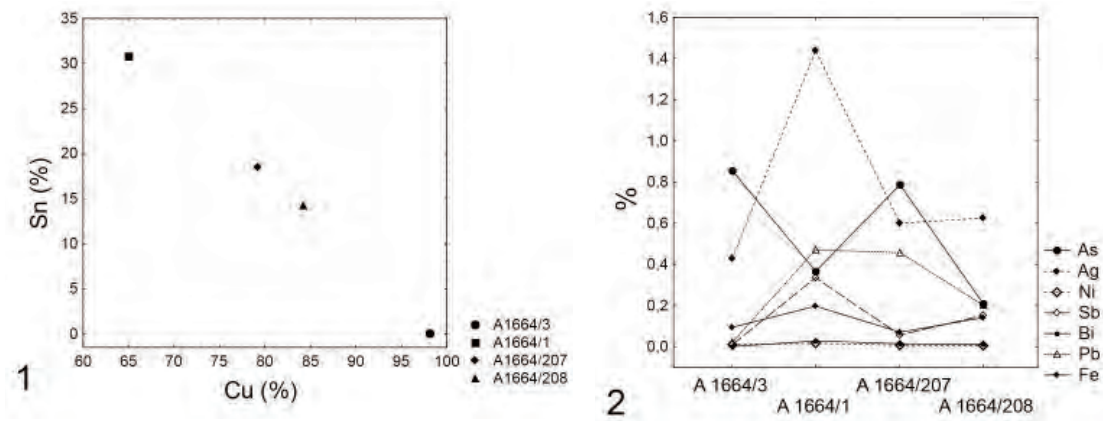 35
30
25
20
15
10
5
0
Sn (%)
60 65 70 75 80 85 90 95 100
Cu (%)
A1664/3
A1664/1
A1664/207
A1664/208
1
1,6
1,4
1,2
1,0
0,8
0,6
0,4
0,2
0,0
%
A 1664/3 A 1664/207
A 1664/1 A 1664/208
As
Ag
Ni
Sb
Bi
Pb
Fe
2